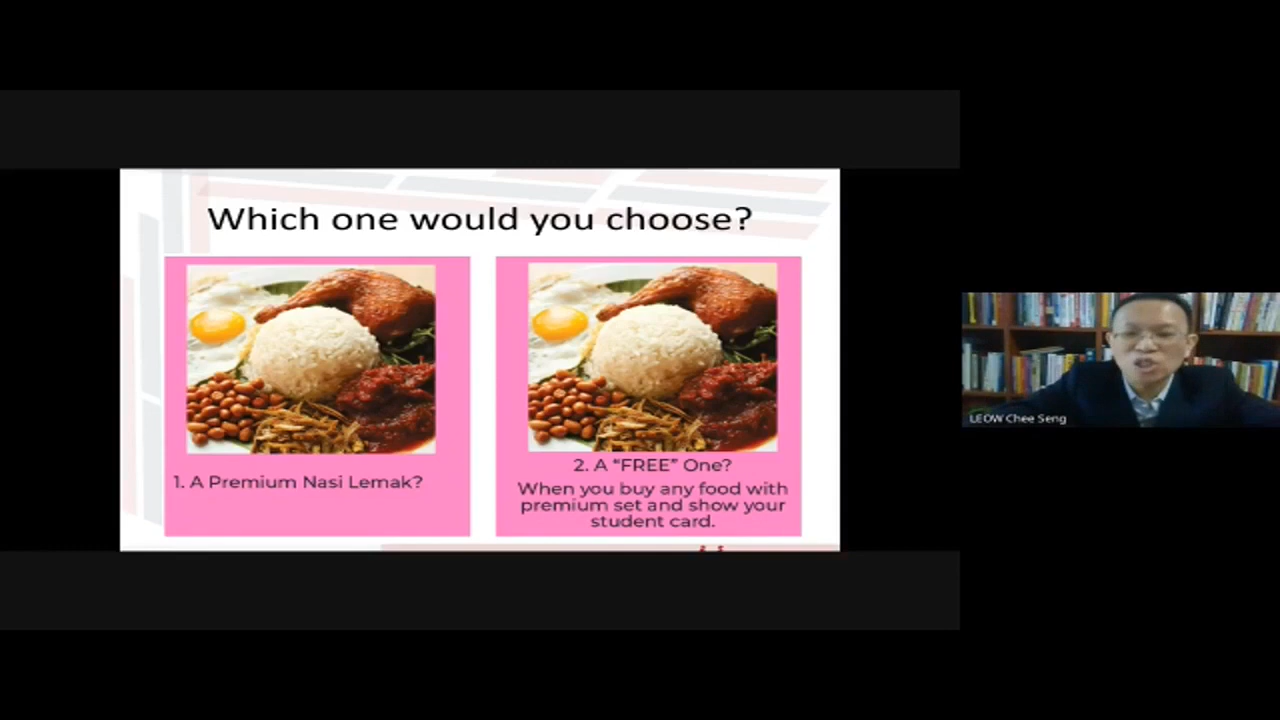 Which one would you choose?
1. A Premium Nasi Lemak?
2. A “FREE” One?
When you buy any food with
premium set and show your
student card.
LEOW Chee Seng